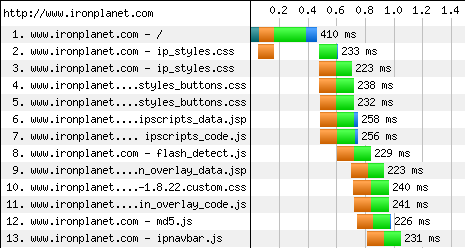 http://www.ironplanet.com 0.2 0.4 0.6 0.8 1.0 1.2 1.4
1. www.ironplanet.com - / 410 ms
2. www.ironplanet.com - ip_styles.css 233 ms
3. www.ironplanet.com - ip_styles.css 223 ms
4. www.ironplanet....styles_buttons.css 238 ms
5. www.ironplanet....styles_buttons.css 232 ms
6. www.ironplanet.... ipscripts_data.jsp 258 ms
7. www.ironplanet.... ipscripts_code.js 256 ms
8. www.ironplanet.com - flash_detect.js 229 ms
9. www.ironplanet....n_overlay_data.jsp 223 ms
10. www.ironplanet....-1.8.22.custom.css 240 ms
11. www.ironplanet....in_overlay_code.js 241 ms
12. www.ironplanet.com - md5.js 226 ms
13. www.ironplanet.com - ipnavbar.js 231 ms